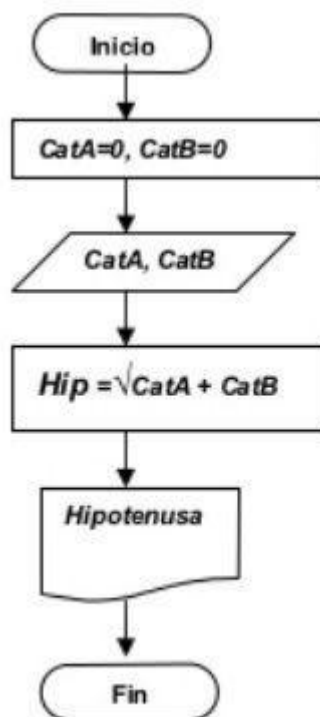 Inicio
CatA=0, CatB=0
CatA, CatB
Hip =√CatA + CatB
Hipotenusa
Fin